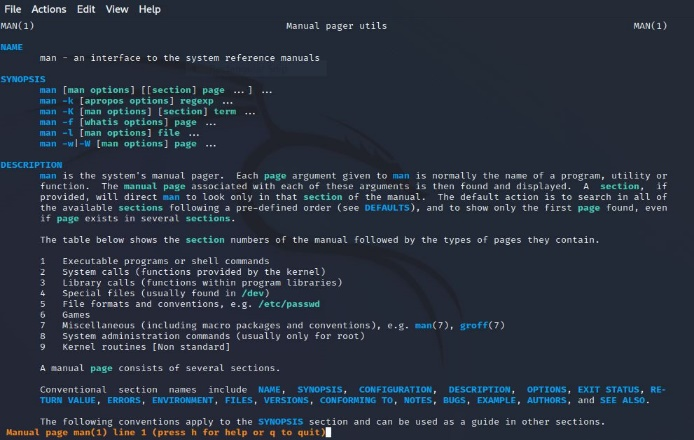 File Actions Edit View Help
MAN(1) Manual pager utils MAN(1)
NAME
man - an interface to the system reference manuals
SYNOPSIS
man [man options] [[section] page ...] ...
man -k [apropos options] regexp ...
man -K [man options] [section] term ...
man -f [whatis options] page ...
man -l [man options] file ...
man -w|-W [man options] page ...
DESCRIPTION
man is the system's manual pager. Each page argument given to man is normally the name of a program, utility or
function. The manual page associated with each of these arguments is then found and displayed. A section, if
provided, will direct man to look only in that section of the manual. The default action is to search in all of
the available sections following a pre-defined order (see DEFAULTS), and to show only the first page found, even
if page exists in several sections.
The table below shows the section numbers of the manual followed by the types of pages they contain.
1 Executable programs or shell commands
2 System calls (functions provided by the kernel)
3 Library calls (functions within program libraries)
4 Special files (usually found in /dev)
5 File formats and conventions, e.g. /etc/passwd
6 Games
7 Miscellaneous (including macro packages and conventions), e.g. man(7), groff(7)
8 System administration commands (usually only for root)
9 Kernel routines [Non standard]
A manual page consists of several sections.
Conventional section names include NAME, SYNOPSIS, CONFIGURATION, DESCRIPTION, OPTIONS, EXIT STATUS, RE-
TURN VALUE, ERRORS, ENVIRONMENT, FILES, VERSIONS, CONFORMING TO, NOTES, BUGS, EXAMPLE, AUTHORS, and SEE ALSO.
The following conventions apply to the SYNOPSIS section and can be used as a guide in other sections.
Manual page man(1) line 1 (press h for help or q to quit)